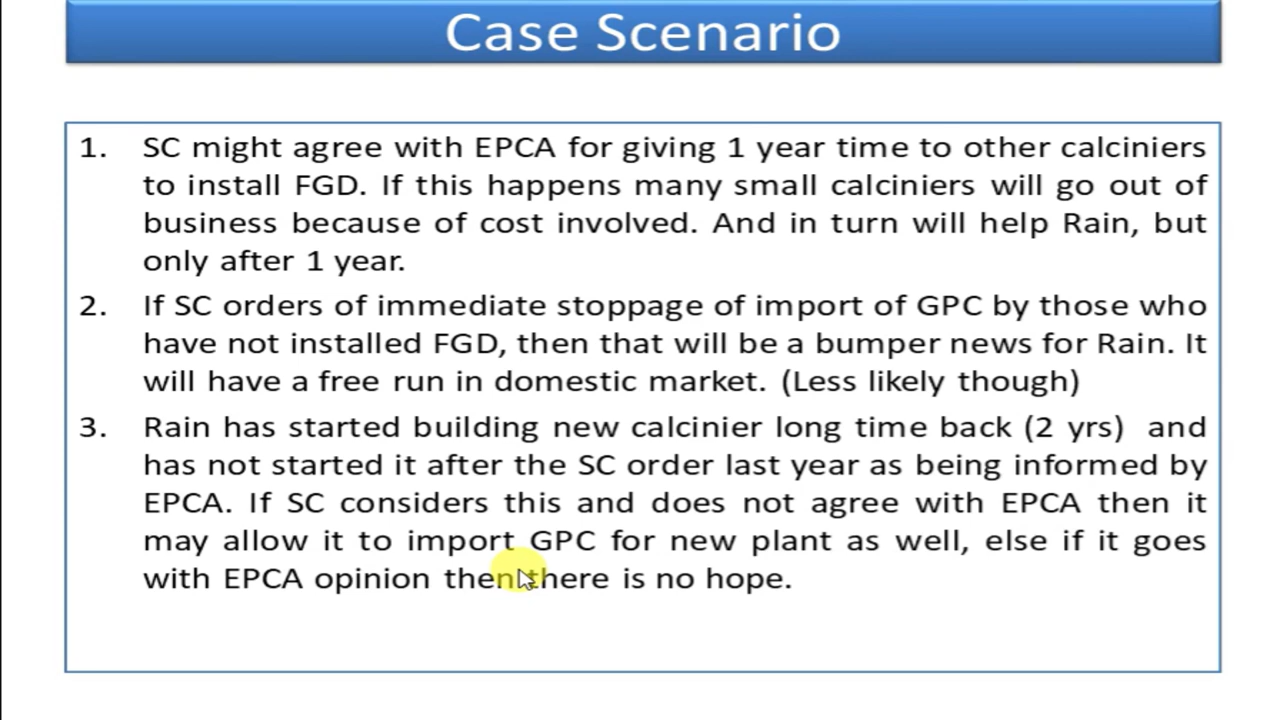 Case Scenario
1. SC might agree with EPCA for giving 1 year time to other calciniers
to install FGD. If this happens many small calciniers will go out of
business because of cost involved. And in turn will help Rain, but
only after 1 year.
2. If SC orders of immediate stoppage of import of GPC by those who
have not installed FGD, then that will be a bumper news for Rain. It
will have a free run in domestic market. (Less likely though)
3. Rain has started building new calcinier long time back (2 yrs) and
has not started it after the SC order last year as being informed by
EPCA. If SC considers this and does not agree with EPCA then it
may allow it to import GPC for new plant as well, else if it goes
with EPCA opinion then there is no hope.